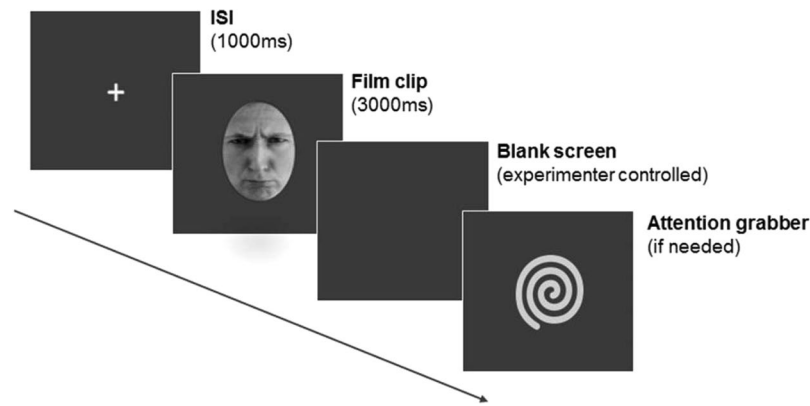 ISI
(1000ms)
Film clip
(3000ms)
Blank screen
(experimenter controlled)
Attention grabber
(if needed)